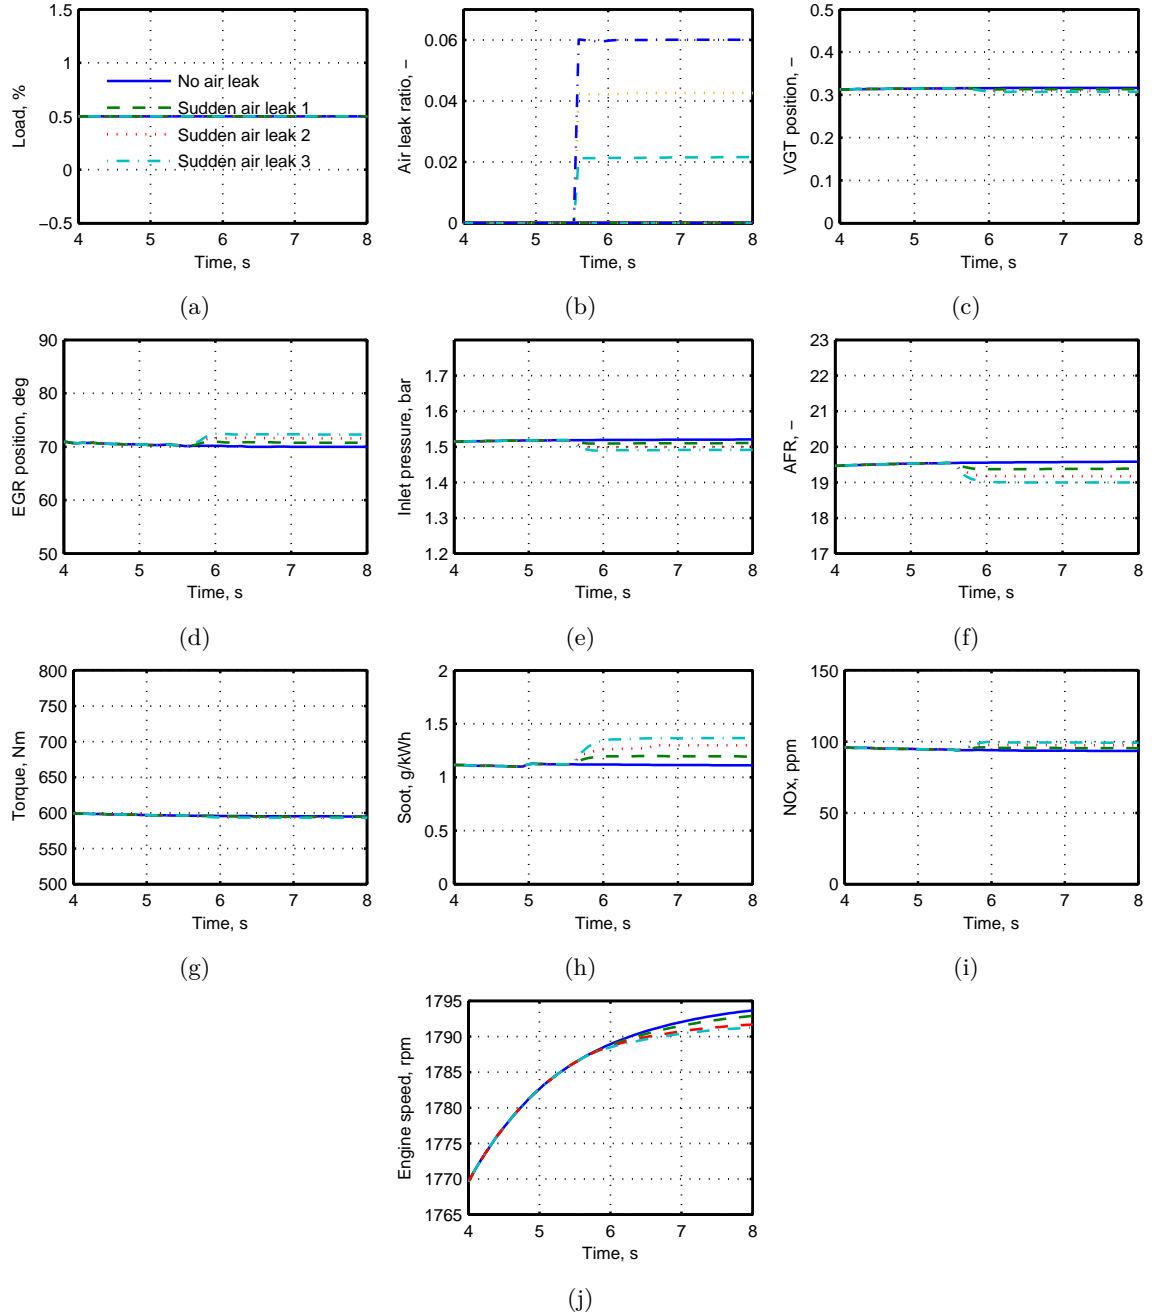 1.5
1
0.5
0
−0.5
Load, %
No air leak
Sudden air leak 1
Sudden air leak 2
Sudden air leak 3
4 5 6 7 8
Time, s
(a)
0.06
0.04
0.02
0
Air leak ratio, −
4 5 6 7 8
Time, s
(b)
0.5
0.4
0.3
0.2
0.1
0
VGT position, −
4 5 6 7 8
Time, s
(c)
90
80
70
60
50
EGR position, deg
4 5 6 7 8
Time, s
(d)
1.7
1.6
1.5
1.4
1.3
1.2
Inlet pressure, bar
4 5 6 7 8
Time, s
(e)
23
22
21
20
19
18
17
AFR, −
4 5 6 7 8
Time, s
(f)
800
750
700
650
600
550
500
Torque, Nm
4 5 6 7 8
Time, s
(g)
2
1.5
1
0.5
0
Soot, g/kWh
4 5 6 7 8
Time, s
(h)
150
100
50
0
NOx, ppm
4 5 6 7 8
Time, s
(i)
1795
1790
1785
1780
1775
1770
1765
Engine speed, rpm
4 5 6 7 8
Time, s
(j)